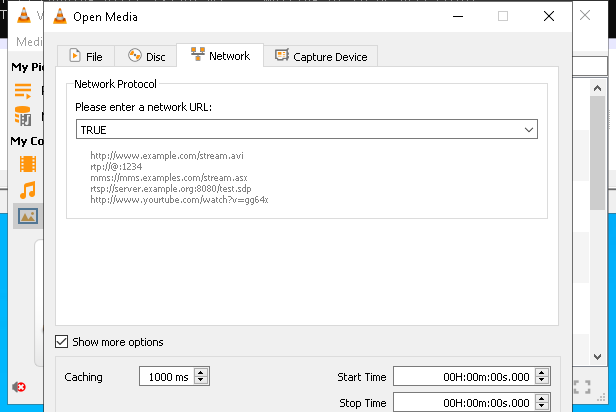 Open Media
Medi
File
Disc
Network
Capture Device
My Pi
My Co
Network Protocol
Please enter a network URL:
TRUE
http://www.example.com/stream.avi
rtp://@:1234
mms://mms.examples.com/stream.asx
rtsp://server.example.org:8080/test.sdp
http://www.yourtube.com/watch?v=gg64x
Show more options
Caching
1000 ms
Start Time
00H:00m:00s.000
Stop Time
00H:00m:00s.000